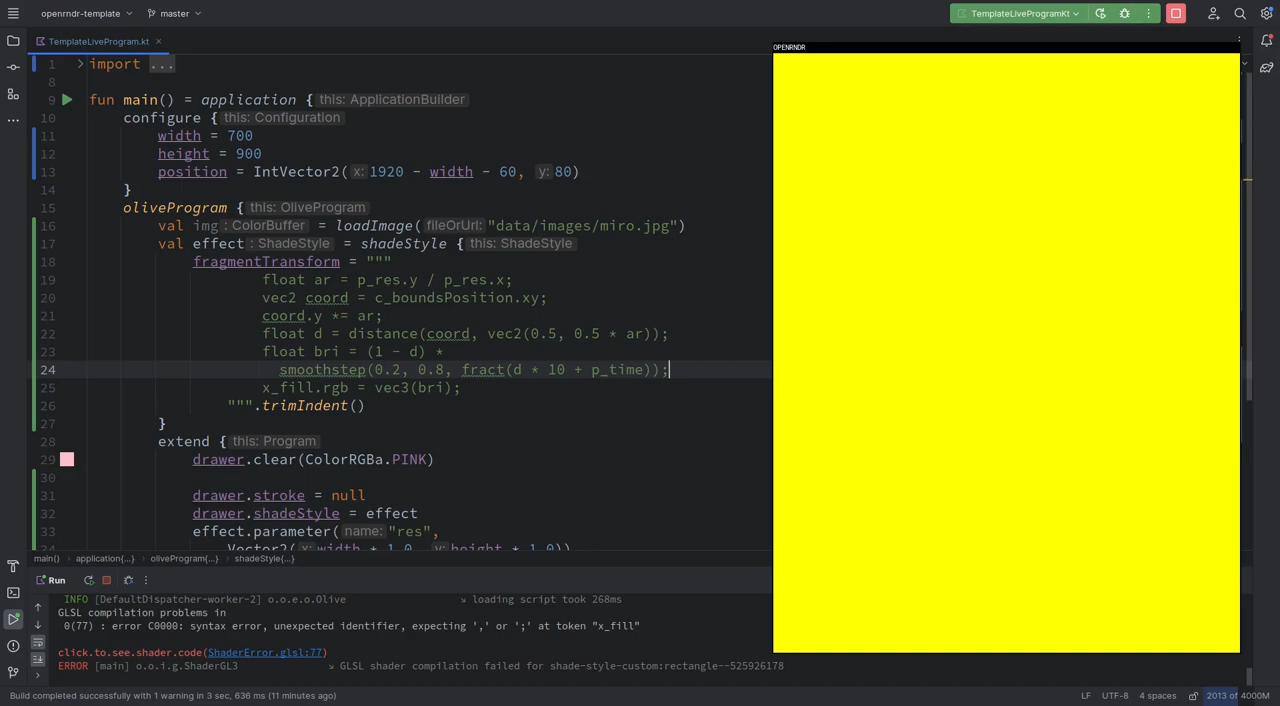 openrndr-template
master
TemplateLiveProgramKt
TemplateLiveProgram.kt
OPENRNDR
1 import ...
8
9 fun main() = application { this: ApplicationBuilder
10 configure { this: Configuration
11 width = 700
12 height = 900
13 position = IntVector2( x: 1920 - width - 60, y: 80)
14 }
15 oliveProgram { this: OliveProgram
16 val img : ColorBuffer = loadImage( fileOrUrl: "data/images/miro.jpg")
17 val effect : ShadeStyle = shadeStyle { this: ShadeStyle
18 fragmentTransform = """
19 float ar = p_res.y / p_res.x;
20 vec2 coord = c_boundsPosition.xy;
21 coord.y *= ar;
22 float d = distance(coord, vec2(0.5, 0.5 * ar));
23 float bri = (1 - d) *
24 smoothstep(0.2, 0.8, fract(d * 10 + p_time));
25 x_fill.rgb = vec3(bri);
26 """.trimIndent()
27 }
28 extend { this: Program
29 drawer.clear(ColorRGBa.PINK)
30
31 drawer.stroke = null
32 drawer.shadeStyle = effect
33 effect.parameter( name: "res",
34 Vector2( x: width * 1.0, y: height * 1.0))
main() application{...} oliveProgram{...} shadeStyle{...}
Run
INFO [DefaultDispatcher-worker-2] o.o.e.o.Olive ↘ loading script took 268ms
GLSL compilation problems in
0(77) : error C0000: syntax error, unexpected identifier, expecting ',' or ';' at token "x_fill"
click.to.see.shader.code(ShaderError.glsl:77)
ERROR [main] o.o.i.g.ShaderGL3 ↘ GLSL shader compilation failed for shade-style-custom:rectangle--525926178
Build completed successfully with 1 warning in 3 sec, 636 ms (11 minutes ago)
LF UTF-8 4 spaces 2013 of 4000M